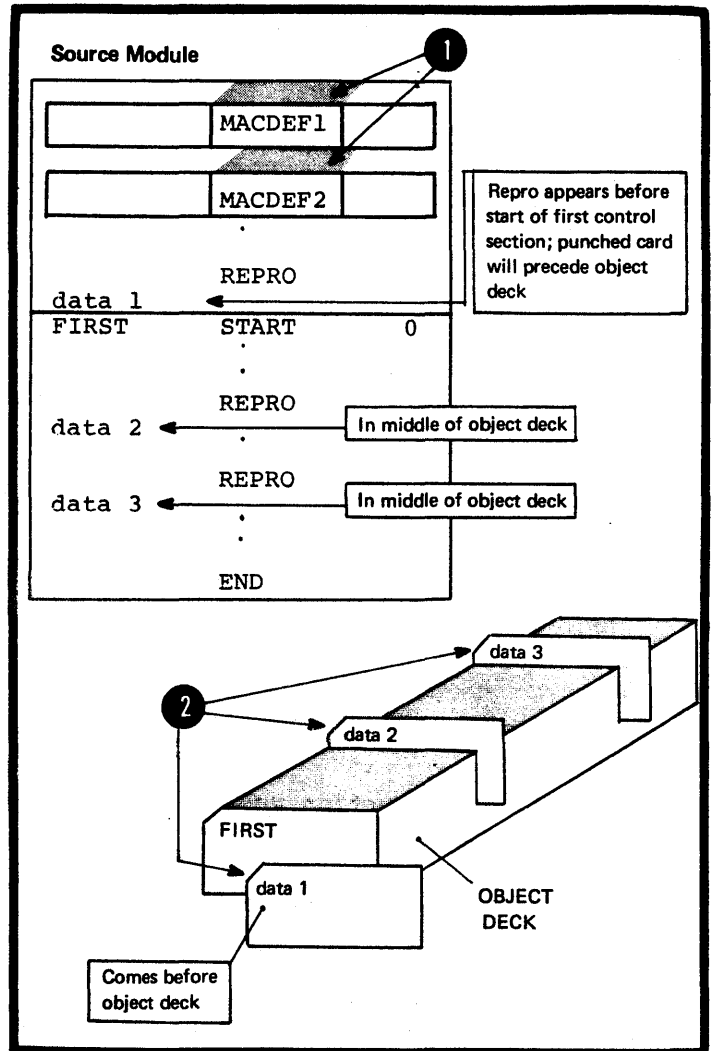 Source Module
1
MACDEF1
MACDEF2
Repro appears before
start of first control
section; punched card
will precede object
deck
REPRO
data 1
FIRST START 0
REPRO
data 2
In middle of object deck
REPRO
data 3
In middle of object deck
END
data 3
2
data 2
FIRST
data 1
OBJECT
DECK
Comes before
object deck